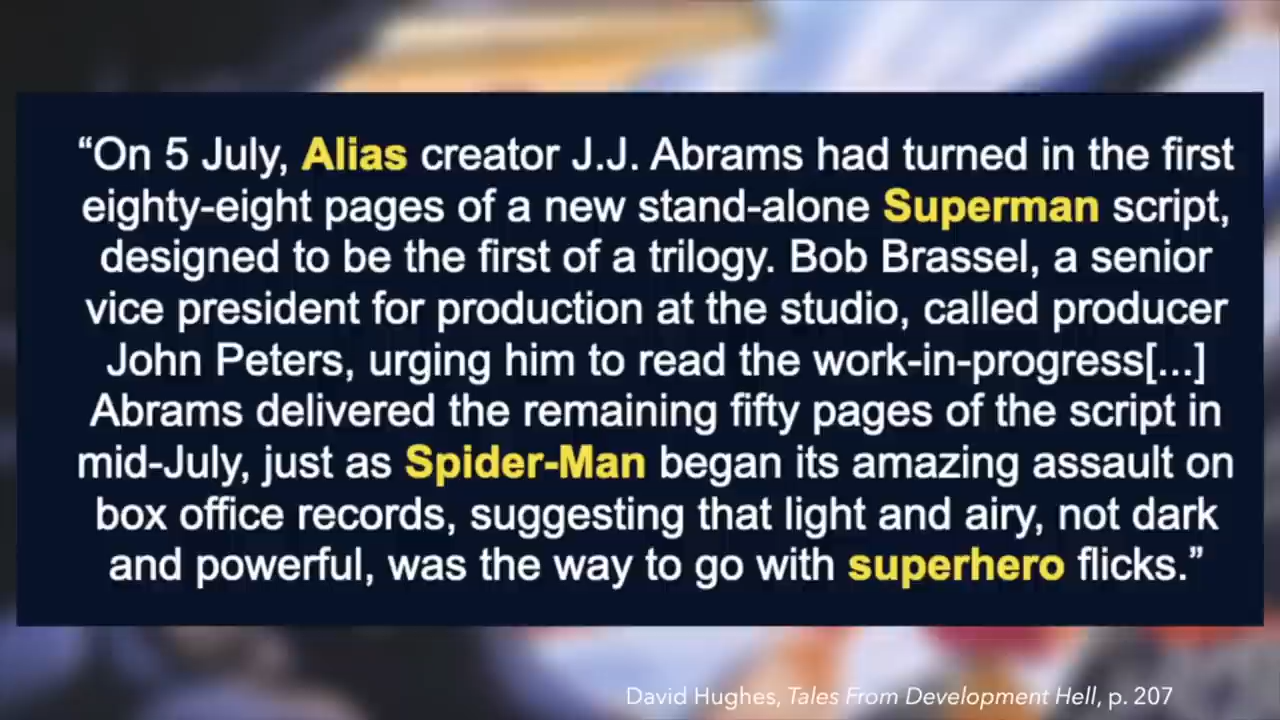 “On 5 July, Alias creator J.J. Abrams had turned in the first
eighty-eight pages of a new stand-alone Superman script,
designed to be the first of a trilogy. Bob Brassel, a senior
vice president for production at the studio, called producer
John Peters, urging him to read the work-in-progress[...]
Abrams delivered the remaining fifty pages of the script in
mid-July, just as Spider-Man began its amazing assault on
box office records, suggesting that light and airy, not dark
and powerful, was the way to go with superhero flicks.”
David Hughes, Tales From Development Hell, p. 207